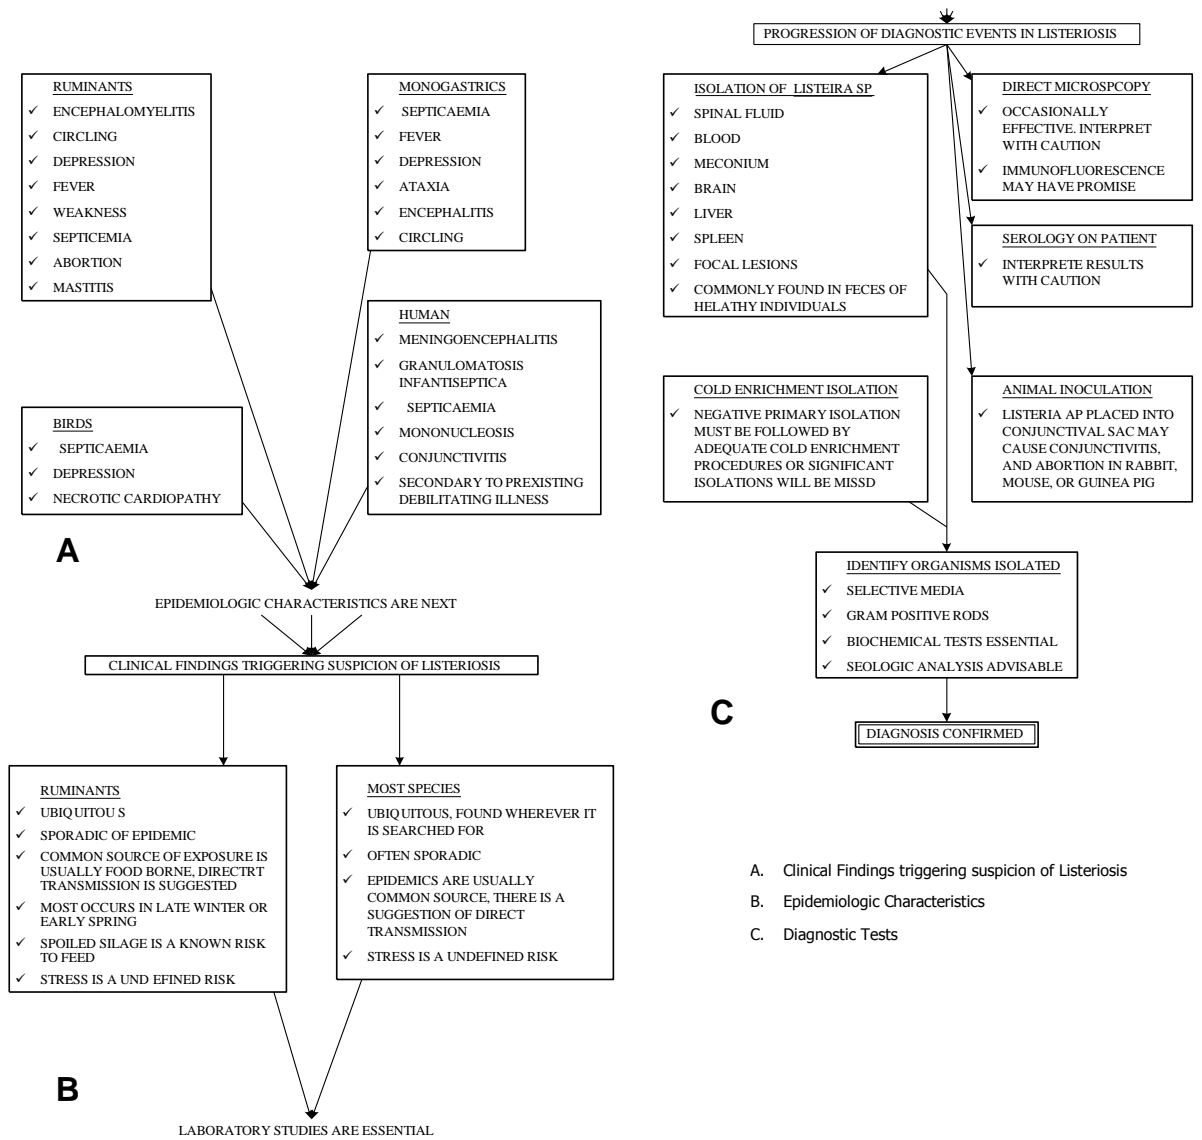 RUMINANTS
✓ ENCEPHALOMYELITIS
✓ CIRCLING
✓ DEPRESSION
✓ FEVER
✓ WEAKNESS
✓ SEPTICEMIA
✓ ABORTION
✓ MASTITIS
MONOGASTRICS
✓ SEPTICAEMIA
✓ FEVER
✓ DEPRESSION
✓ ATAXIA
✓ ENCEPHALITIS
✓ CIRCLING
HUMAN
✓ MENINGOENCEPHALITIS
✓ GRANULOMATOSIS
INFANTISEPTICA
✓ SEPTICAEMIA
✓ MONONUCLEOSIS
✓ CONJUNCTIVITIS
✓ SECONDARY TO PREXISTING
DEBILITATING ILLNESS
BIRDS
✓ SEPTICAEMIA
✓ DEPRESSION
✓ NECROTIC CARDIOPATHY
A
EPIDEMIOLOGIC CHARACTERISTICS ARE NEXT
CLINICAL FINDINGS TRIGGERING SUSPICION OF LISTERIOSIS
RUMINANTS
✓ UBIQUITOU S
✓ SPORADIC OF EPIDEMIC
✓ COMMON SOURCE OF EXPOSURE IS
USUALLY FOOD BORNE, DIRECTRT
TRANSMISSION IS SUGGESTED
✓ MOST OCCURS IN LATE WINTER OR
EARLY SPRING
✓ SPOILED SILAGE IS A KNOWN RISK
TO FEED
✓ STRESS IS A UND EFINED RISK
MOST SPECIES
✓ UBIQUITOUS, FOUND WHEREVER IT
IS SEARCHED FOR
✓ OFTEN SPORADIC
✓ EPIDEMICS ARE USUALLY
COMMON SOURCE, THERE IS A
SUGGESTION OF DIRECT
TRANSMISSION
✓ STRESS IS A UNDEFINED RISK
B
LABORATORY STUDIES ARE ESSENTIAL
PROGRESSION OF DIAGNOSTIC EVENTS IN LISTERIOSIS
ISOLATION OF LISTEIRA SP
✓ SPINAL FLUID
✓ BLOOD
✓ MECONIUM
✓ BRAIN
✓ LIVER
✓ SPLEEN
✓ FOCAL LESIONS
✓ COMMONLY FOUND IN FECES OF
HELATHY INDIVIDUALS
DIRECT MICROSPCOPY
✓ OCCASIONALLY
EFFECTIVE. INTERPRET
WITH CAUTION
✓ IMMUNOFLUORESCENCE
MAY HAVE PROMISE
SEROLOGY ON PATIENT
✓ INTERPRETE RESULTS
WITH CAUTION
COLD ENRICHMENT ISOLATION
✓ NEGATIVE PRIMARY ISOLATION
MUST BE FOLLOWED BY
ADEQUATE COLD ENRICHMENT
PROCEDURES OR SIGNIFICANT
ISOLATIONS WILL BE MISSD
ANIMAL INOCULATION
✓ LISTERIA AP PLACED INTO
CONJUNCTIVAL SAC MAY
CAUSE CONJUNCTIVITIS,
AND ABORTION IN RABBIT,
MOUSE, OR GUINEA PIG
IDENTIFY ORGANISMS ISOLATED
✓ SELECTIVE MEDIA
✓ GRAM POSITIVE RODS
✓ BIOCHEMICAL TESTS ESSENTIAL
✓ SEOLOGIC ANALYSIS ADVISABLE
C
DIAGNOSIS CONFIRMED
A. Clinical Findings triggering suspicion of Listeriosis
B. Epidemiologic Characteristics
C. Diagnostic Tests